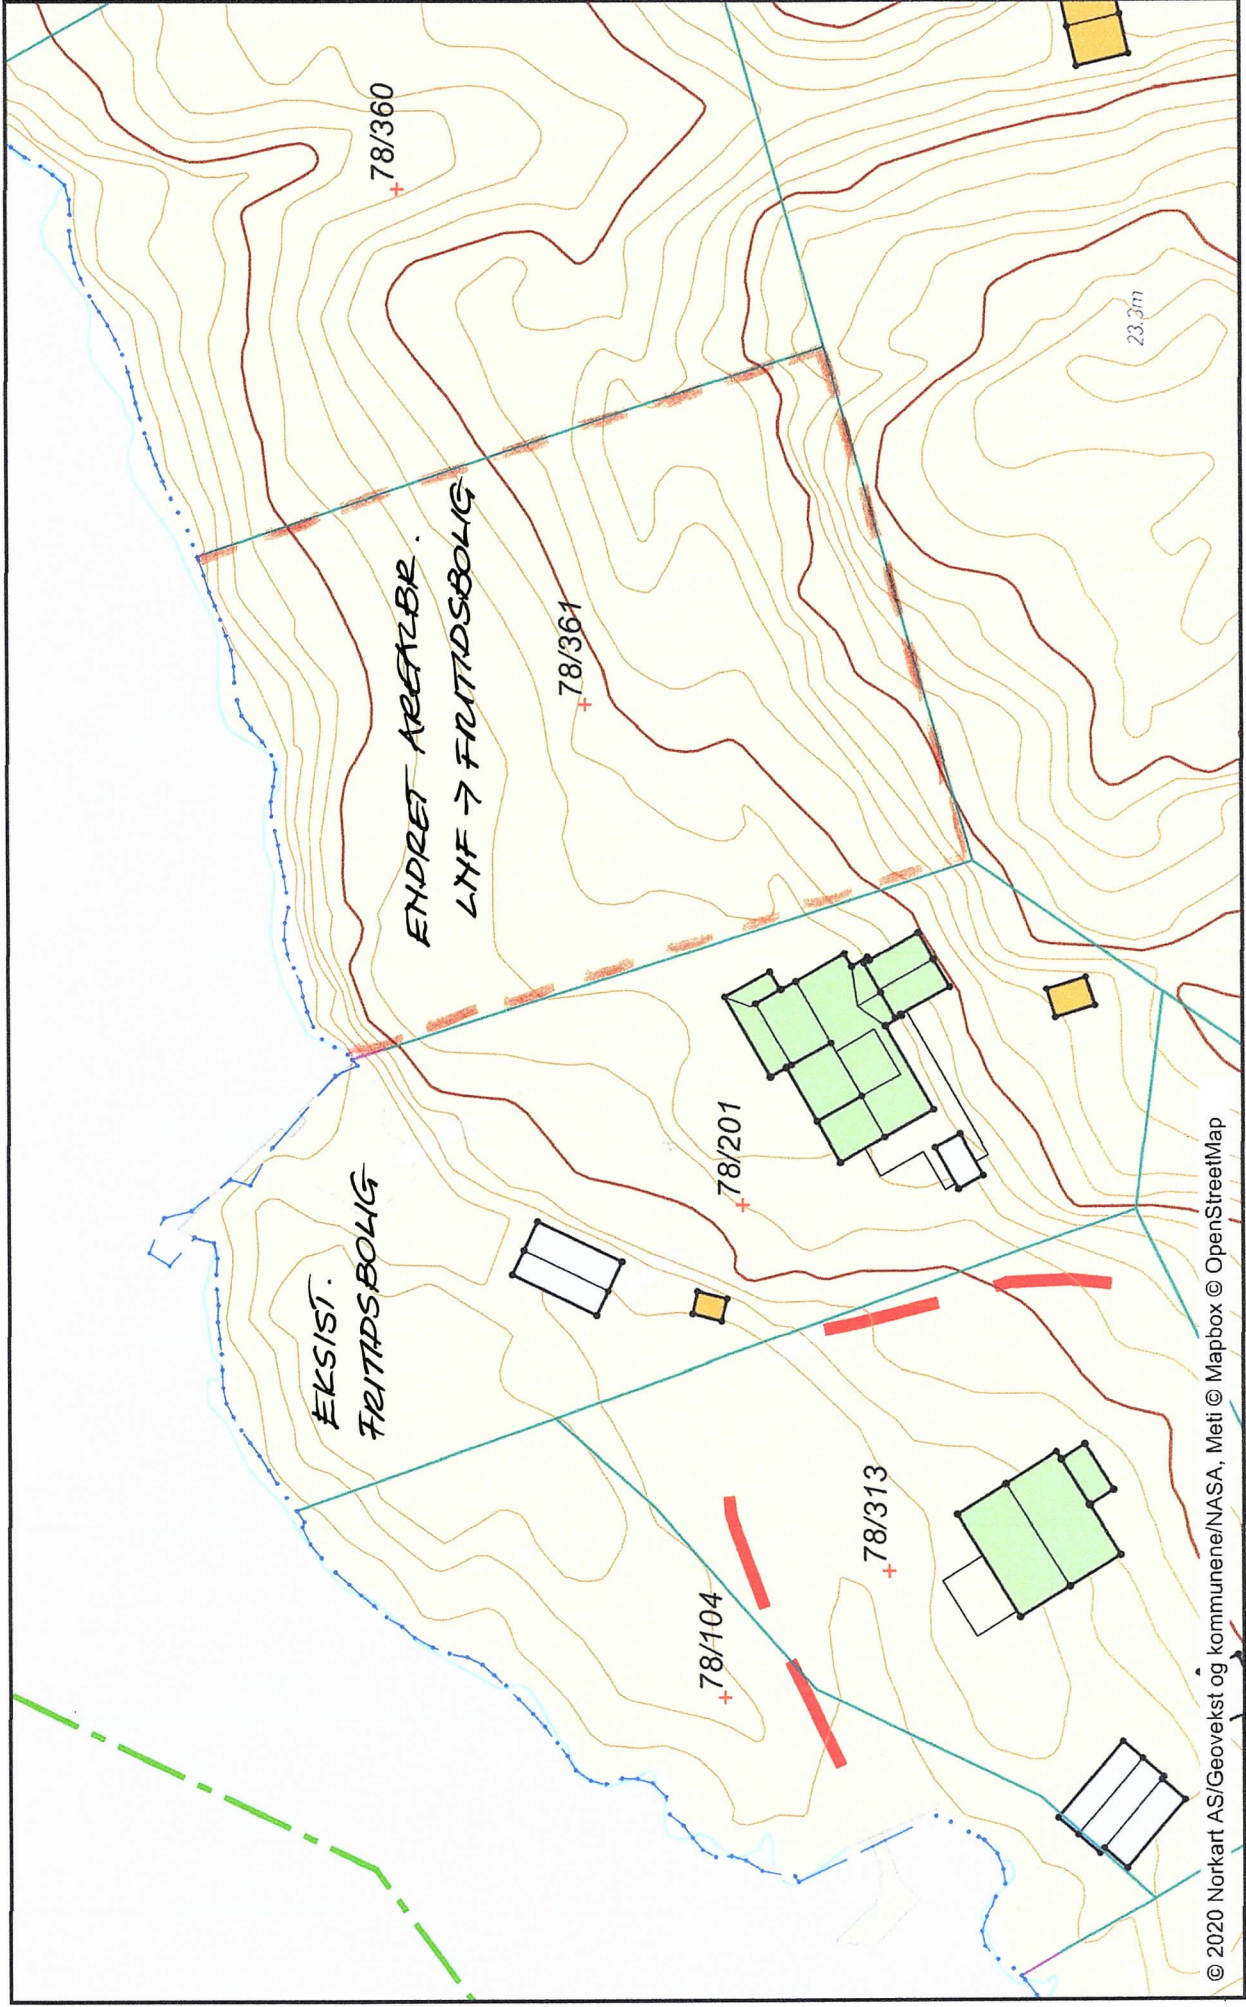 78/360
23.3m
ENDRET AREALBR.
LNF → FRITIDSBOLIG
78/361
EKSIST.
FRITIDSBOLIG
78/201
78/313
78/104
© 2020 Norkart AS/Geovekst og kommunene/NASA, Meti © Mapbox © OpenStreetMap